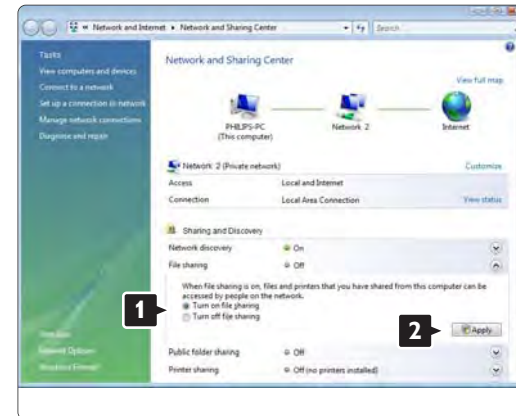 « Network and Internet ▸ Network and Sharing Center
Search
Tasks
View computers and devices
Connect to a network
Set up a connection or network
Manage network connections
Diagnose and repair
Network and Sharing Center
View full map
PHILIPS-PC
(This computer)
Network 2
Internet
Network 2 (Private network)
Customize
Access
Local and Internet
Connection
Local Area Connection
View status
Sharing and Discovery
Network discovery
On
File sharing
Off
When file sharing is on, files and printers that you have shared from this computer can be
accessed by people on the network.
1
Turn on file sharing
Turn off file sharing
2
Apply
Public folder sharing
Off
Printer sharing
Off (no printers installed)
Internet Options
Windows Firewall